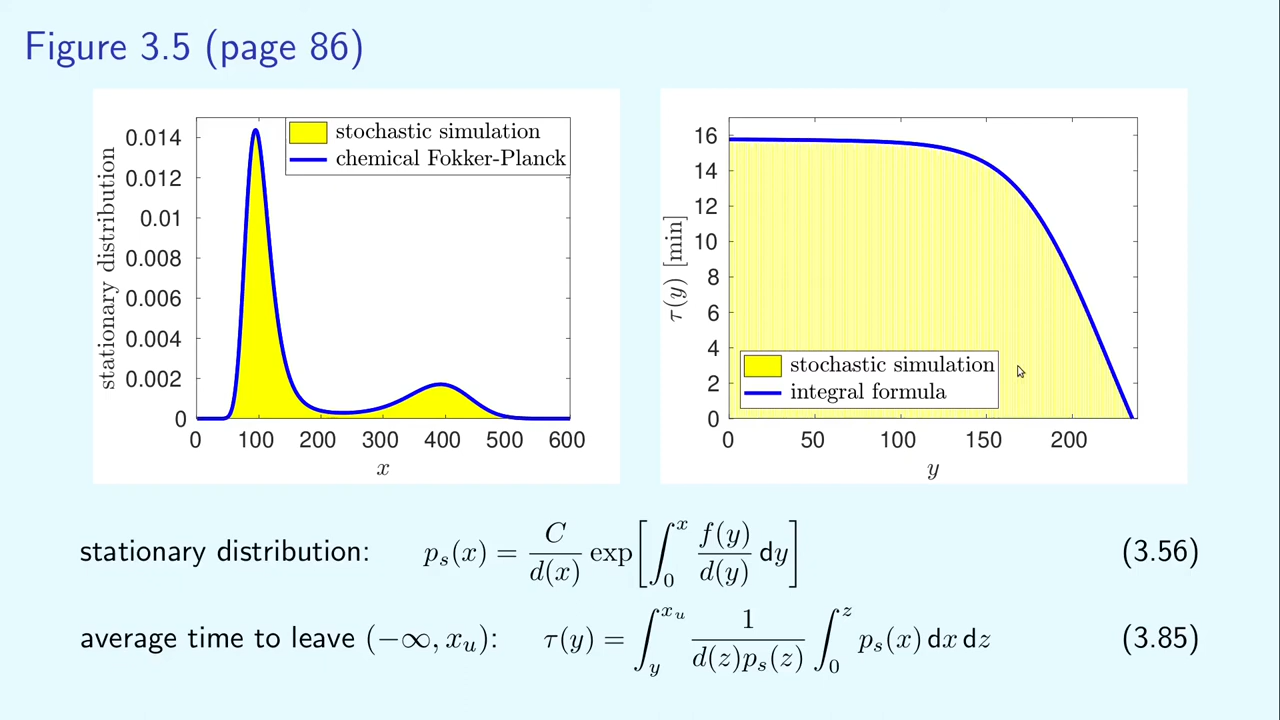 Figure 3.5 (page 86)
stationary distribution
0.014
0.012
0.01
0.008
0.006
0.004
0.002
0
0 100 200 300 400 500 600
x
stochastic simulation
chemical Fokker-Planck
τ(y) [min]
16
14
12
10
8
6
4
2
0
0 50 100 150 200
y
stochastic simulation
integral formula
stationary distribution: p_s(x) = C/d(x) exp[∫_0^x f(y)/d(y) dy] (3.56)
average time to leave (−∞, x_u): τ(y) = ∫_y^{x_u} 1/(d(z)p_s(z)) ∫_0^z p_s(x) dx dz (3.85)